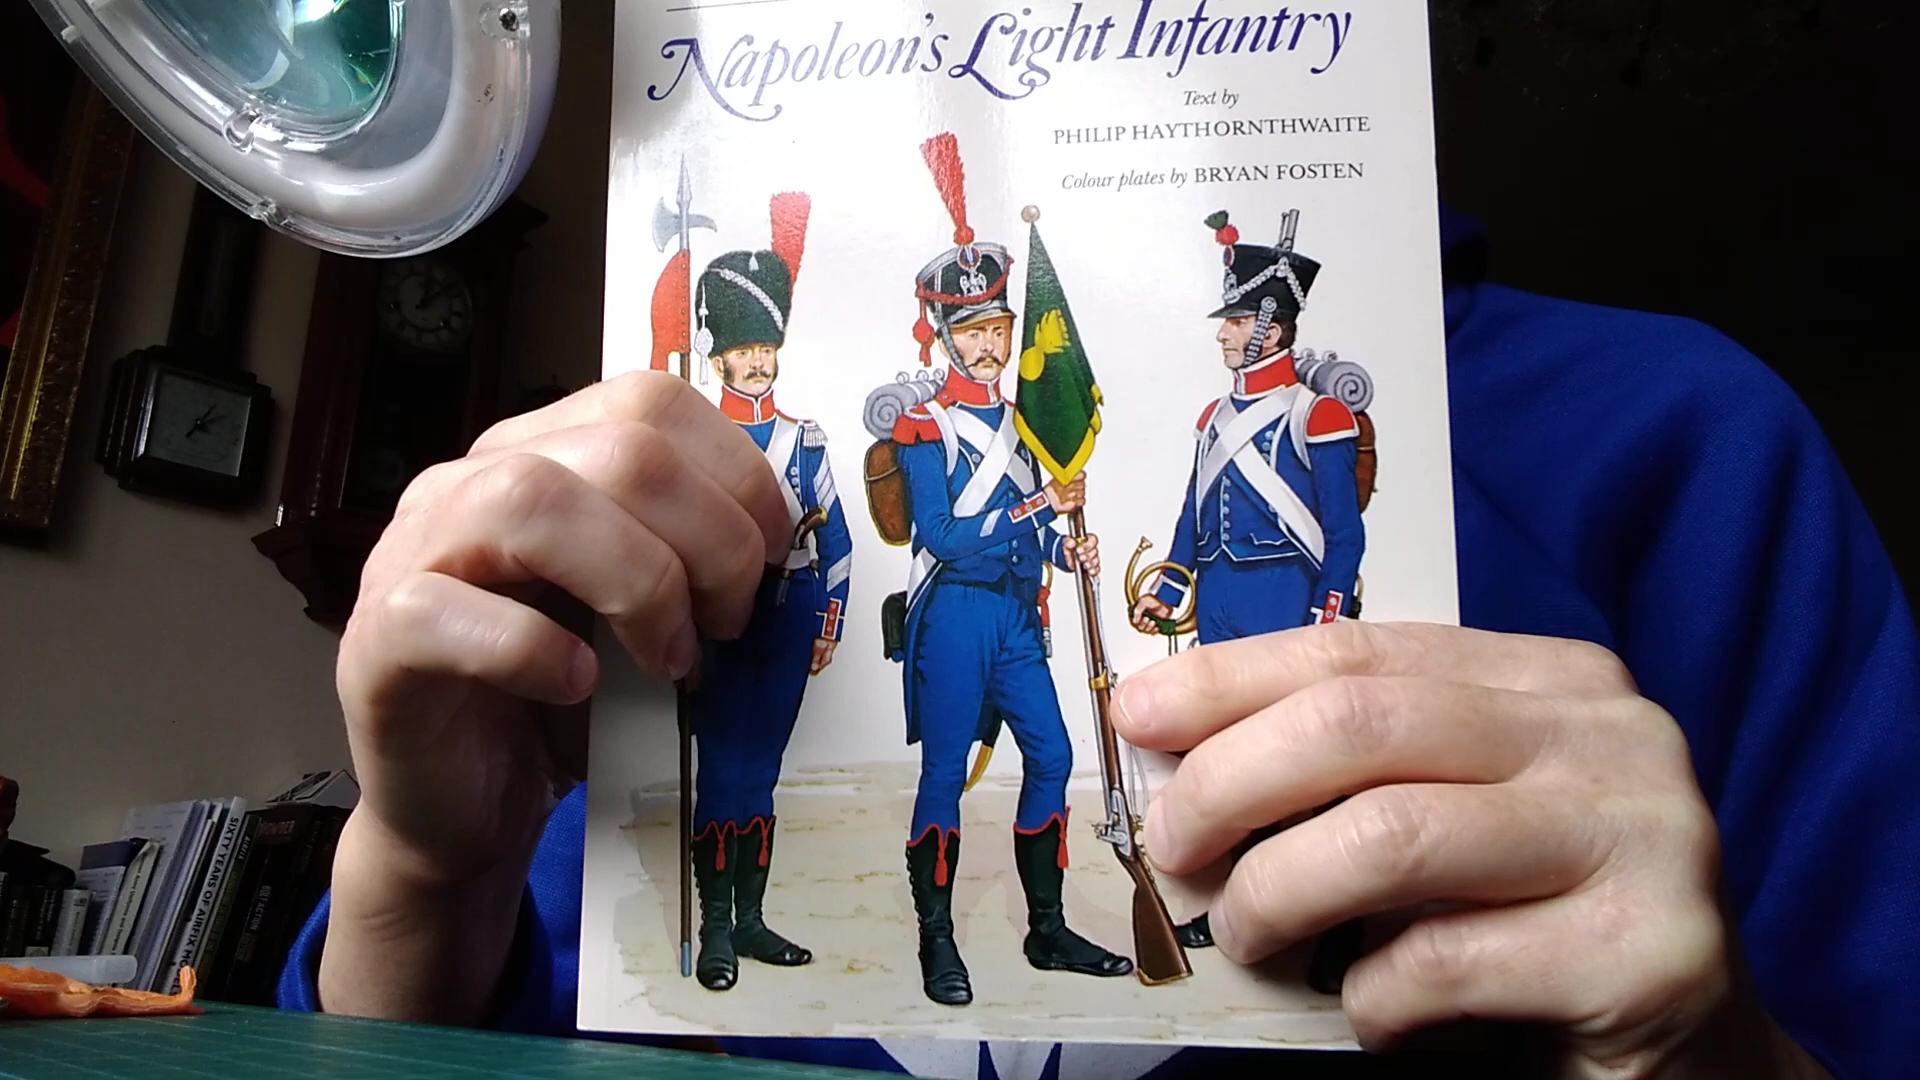 Napoleon's Light Infantry
Text by
PHILIP HAYTHORNTHWAITE
Colour plates by BRYAN FOSTEN
SIXTY YEARS OF AIRFIX